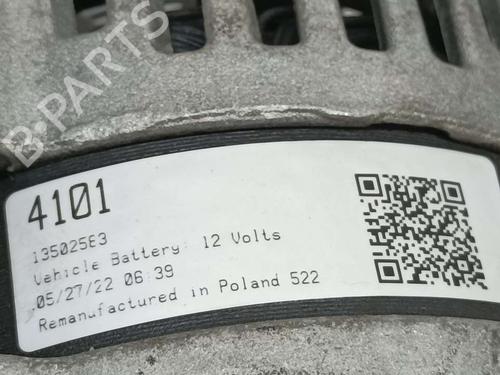 B-PARTS
4101
13502583
Vehicle Battery: 12 Volts
05/27/22 06:39
Remanufactured in Poland 522